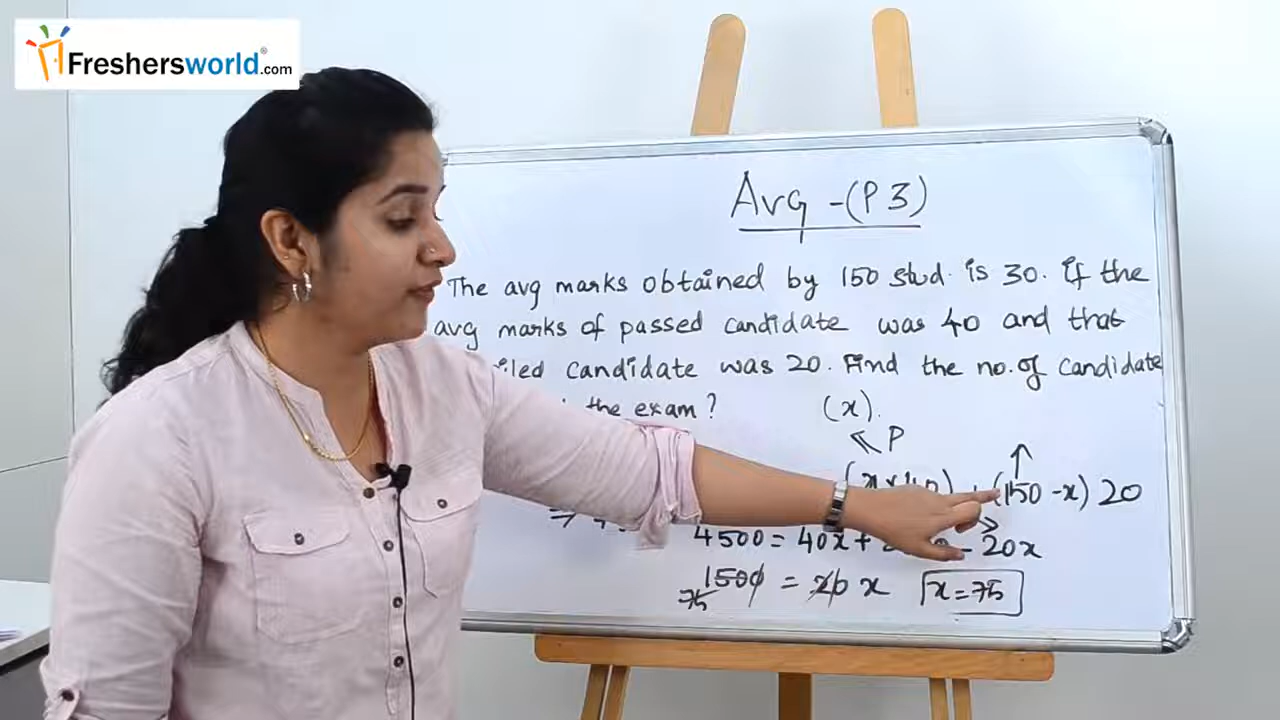 Freshersworld.com
Avg - (P3)
The avg marks obtained by 150 stud is 30. If the
avg marks of passed candidate was 40 and that
candidate was 20. Find the no. of candidate
the exam? (x).
P
(150 - x) 20
4500 = 40x + - 20x
1500 = 20 x x = 75
75